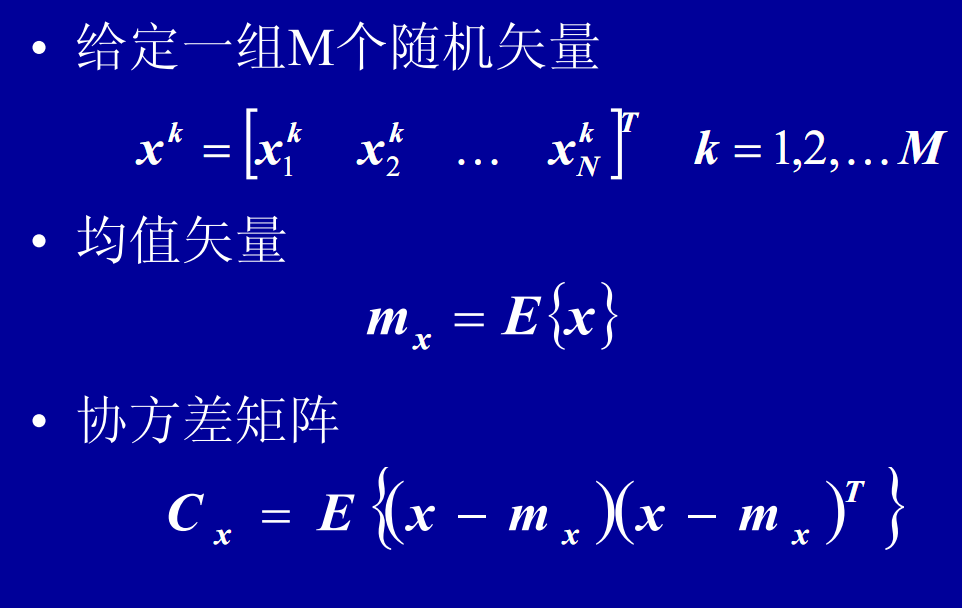 • 给定一组M个随机矢量
x^k = [x_1^k x_2^k … x_N^k]^T k = 1,2,…M
• 均值矢量
m_x = E{x}
• 协方差矩阵
C_x = E{(x − m_x)(x − m_x)^T}